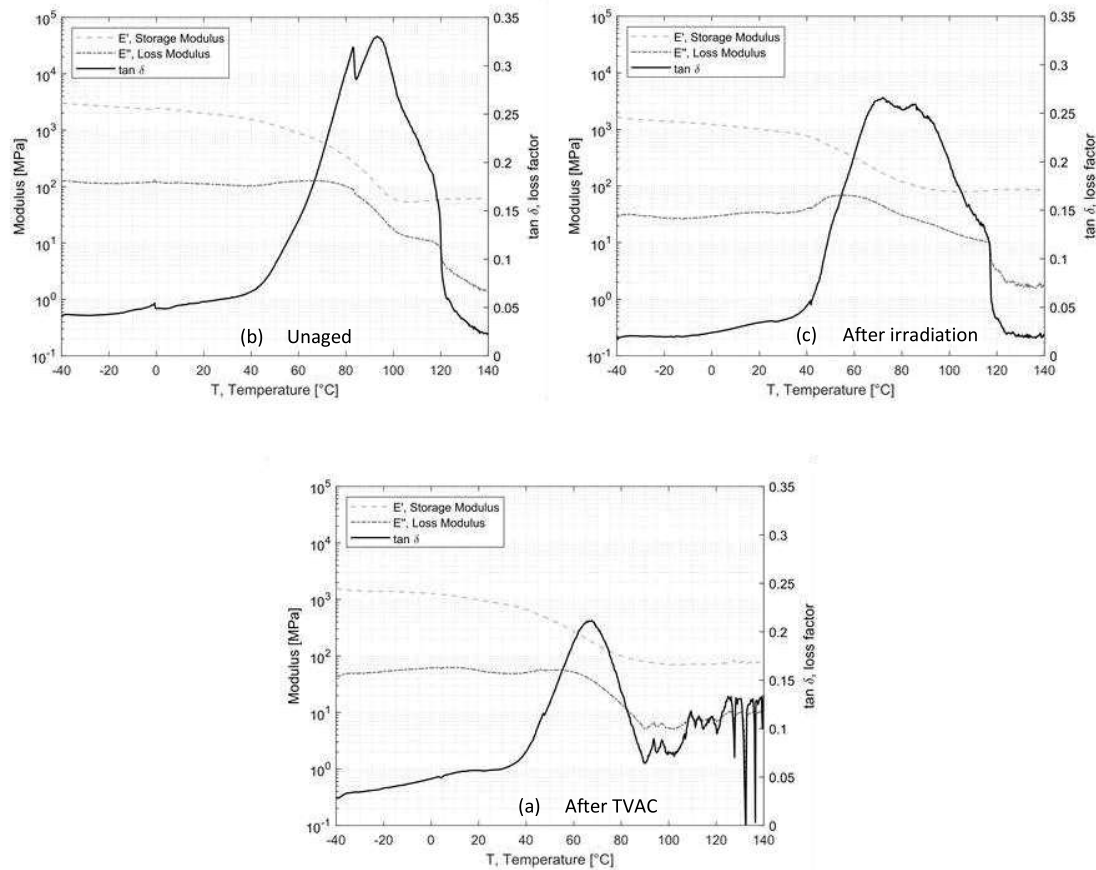 10^5
10^4
10^3
10^2
10^1
10^0
10^-1
Modulus [MPa]
E', Storage Modulus
E", Loss Modulus
tan δ
0.35
0.3
0.25
0.2
0.15
0.1
0.05
0
tan δ, loss factor
(b) Unaged
-40 -20 0 20 40 60 80 100 120 140
T, Temperature [°C]
10^5
10^4
10^3
10^2
10^1
10^0
10^-1
Modulus [MPa]
E', Storage Modulus
E", Loss Modulus
tan δ
0.35
0.3
0.25
0.2
0.15
0.1
0.05
0
tan δ, loss factor
(c) After irradiation
-40 -20 0 20 40 60 80 100 120 140
T, Temperature [°C]
10^5
10^4
10^3
10^2
10^1
10^0
10^-1
Modulus [MPa]
E', Storage Modulus
E", Loss Modulus
tan δ
0.35
0.3
0.25
0.2
0.15
0.1
0.05
0
tan δ, loss factor
(a) After TVAC
-40 -20 0 20 40 60 80 100 120 140
T, Temperature [°C]